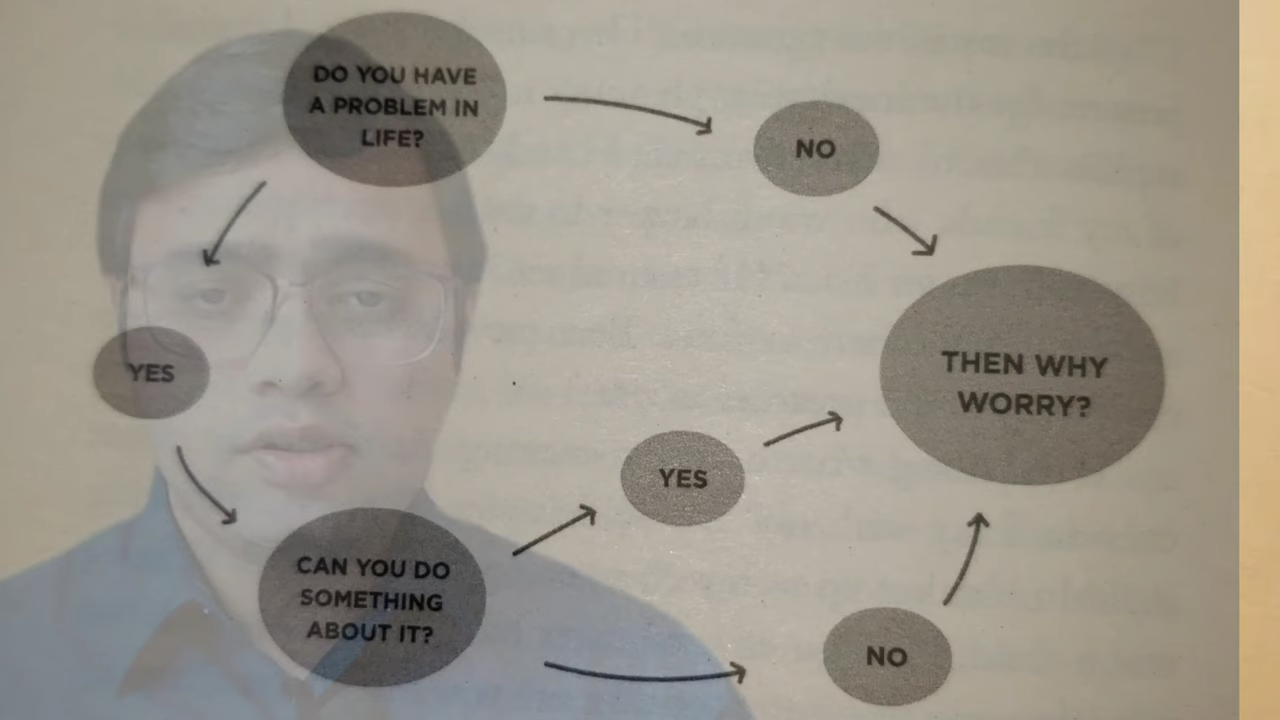 DO YOU HAVE
A PROBLEM IN
LIFE?
NO
YES
THEN WHY
WORRY?
YES
CAN YOU DO
SOMETHING
ABOUT IT?
NO